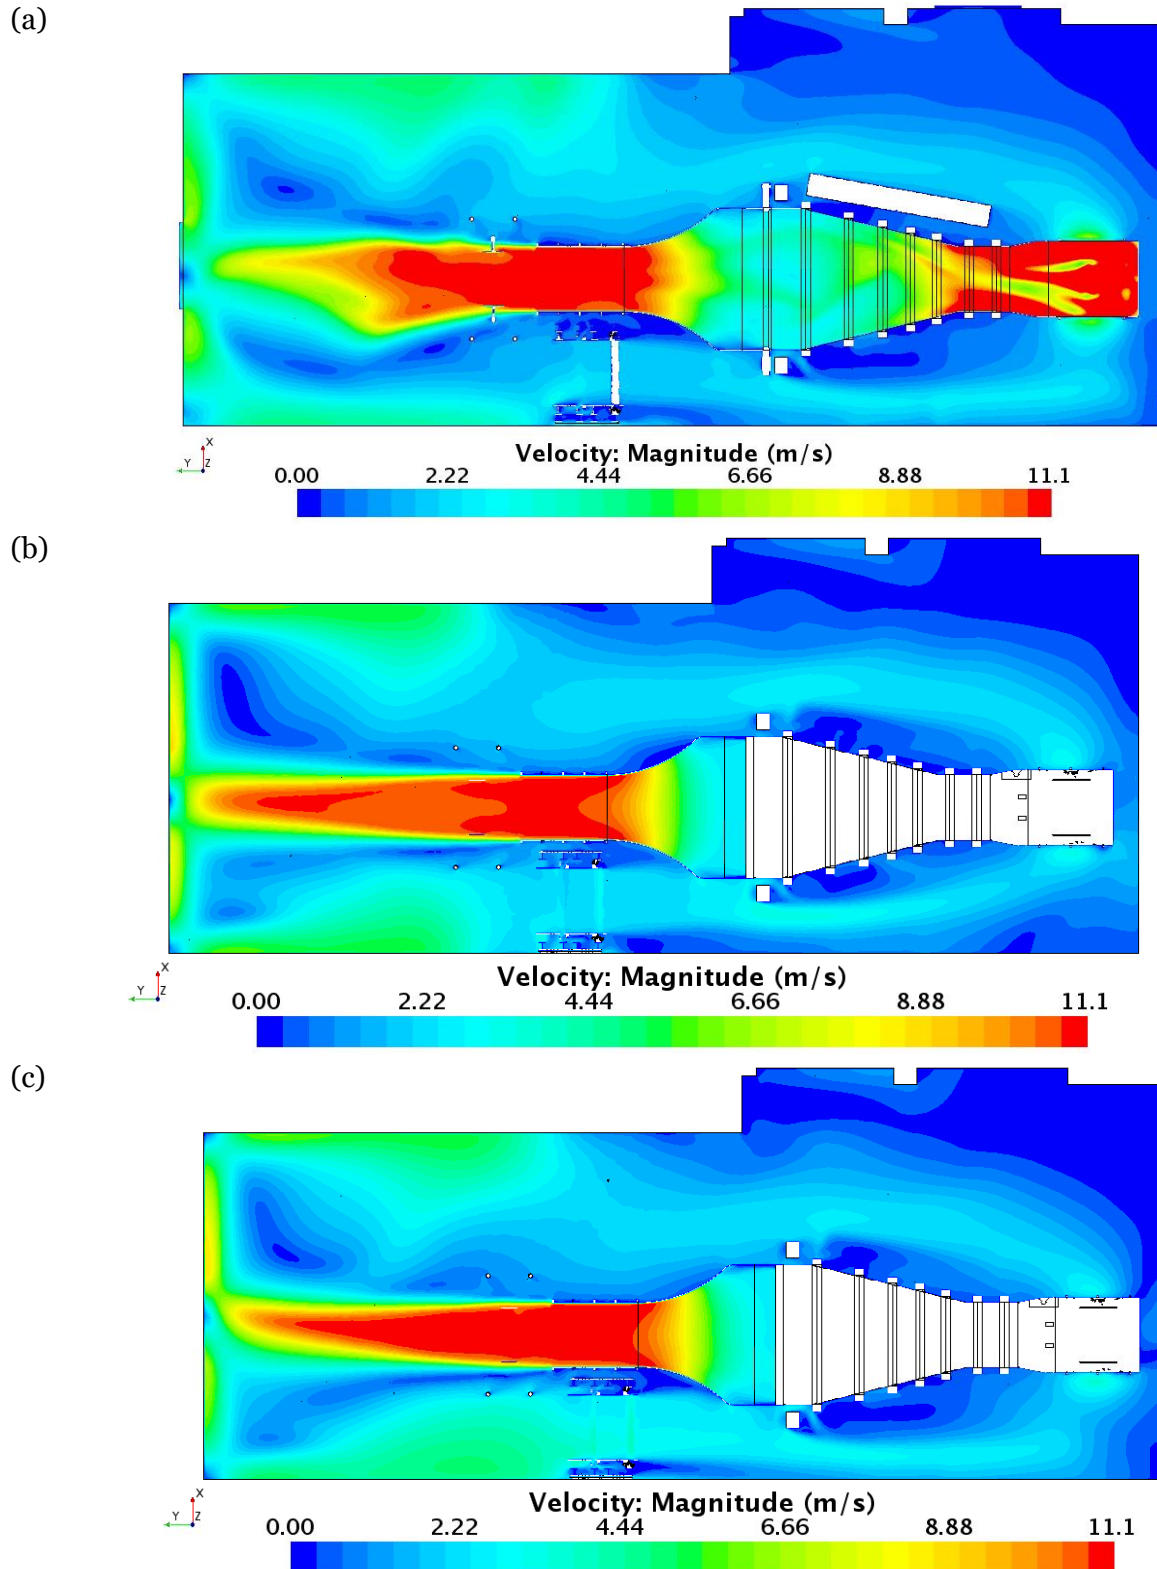 (a)
X
Y Z
Velocity: Magnitude (m/s)
0.00 2.22 4.44 6.66 8.88 11.1
(b)
X
Y Z
Velocity: Magnitude (m/s)
0.00 2.22 4.44 6.66 8.88 11.1
(c)
X
Y Z
Velocity: Magnitude (m/s)
0.00 2.22 4.44 6.66 8.88 11.1